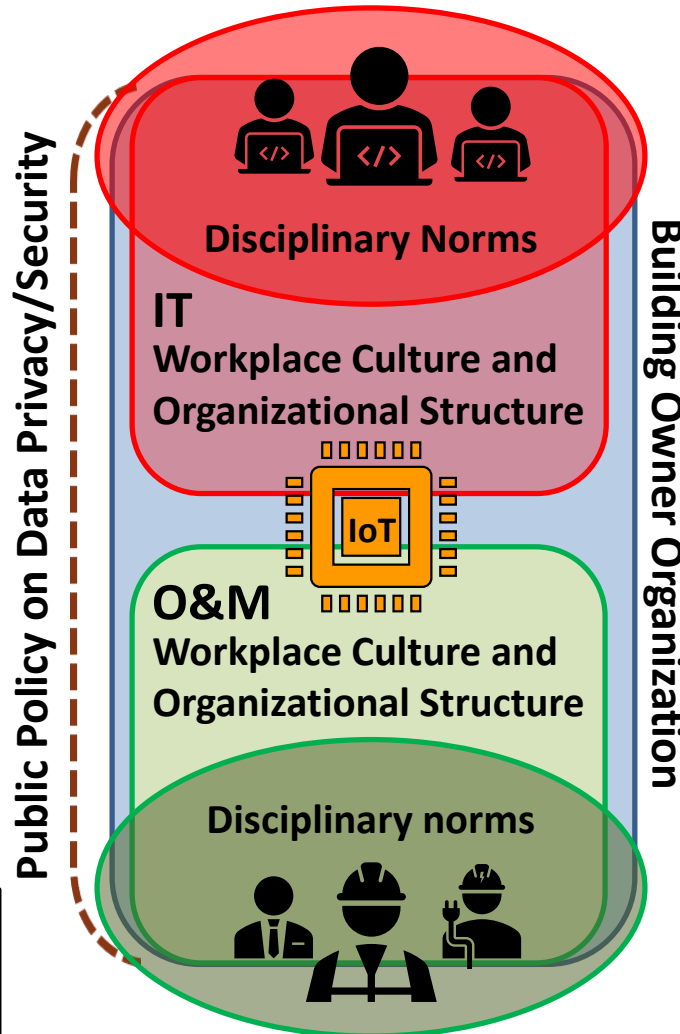 Public Policy on Data Privacy/Security
</>
</>
</>
Disciplinary Norms
IT
Workplace Culture and
Organizational Structure
IoT
O&M
Workplace Culture and
Organizational Structure
Disciplinary norms
Building Owner Organization